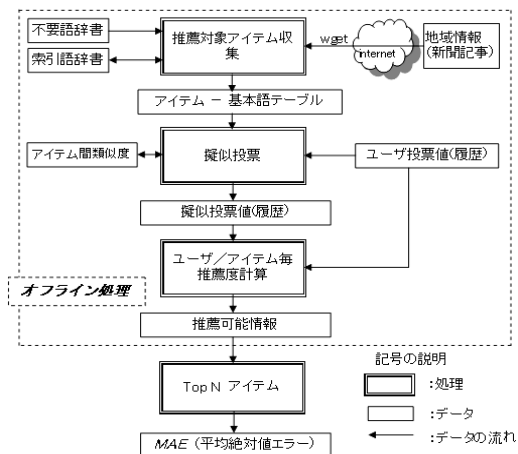 不要語辞書
索引語辞書
推薦対象アイテム収
集
wget
internet
地域情報
(新聞記事)
アイテム － 基本語テーブル
アイテム間類似度
擬似投票
ユーザ投票値(履歴)
擬似投票値(履歴)
ユーザ／アイテム毎
推薦度計算
オフライン処理
推薦可能情報
Top N アイテム
MAE (平均絶対値エラー)
記号の説明
:処理
:データ
:データの流れ